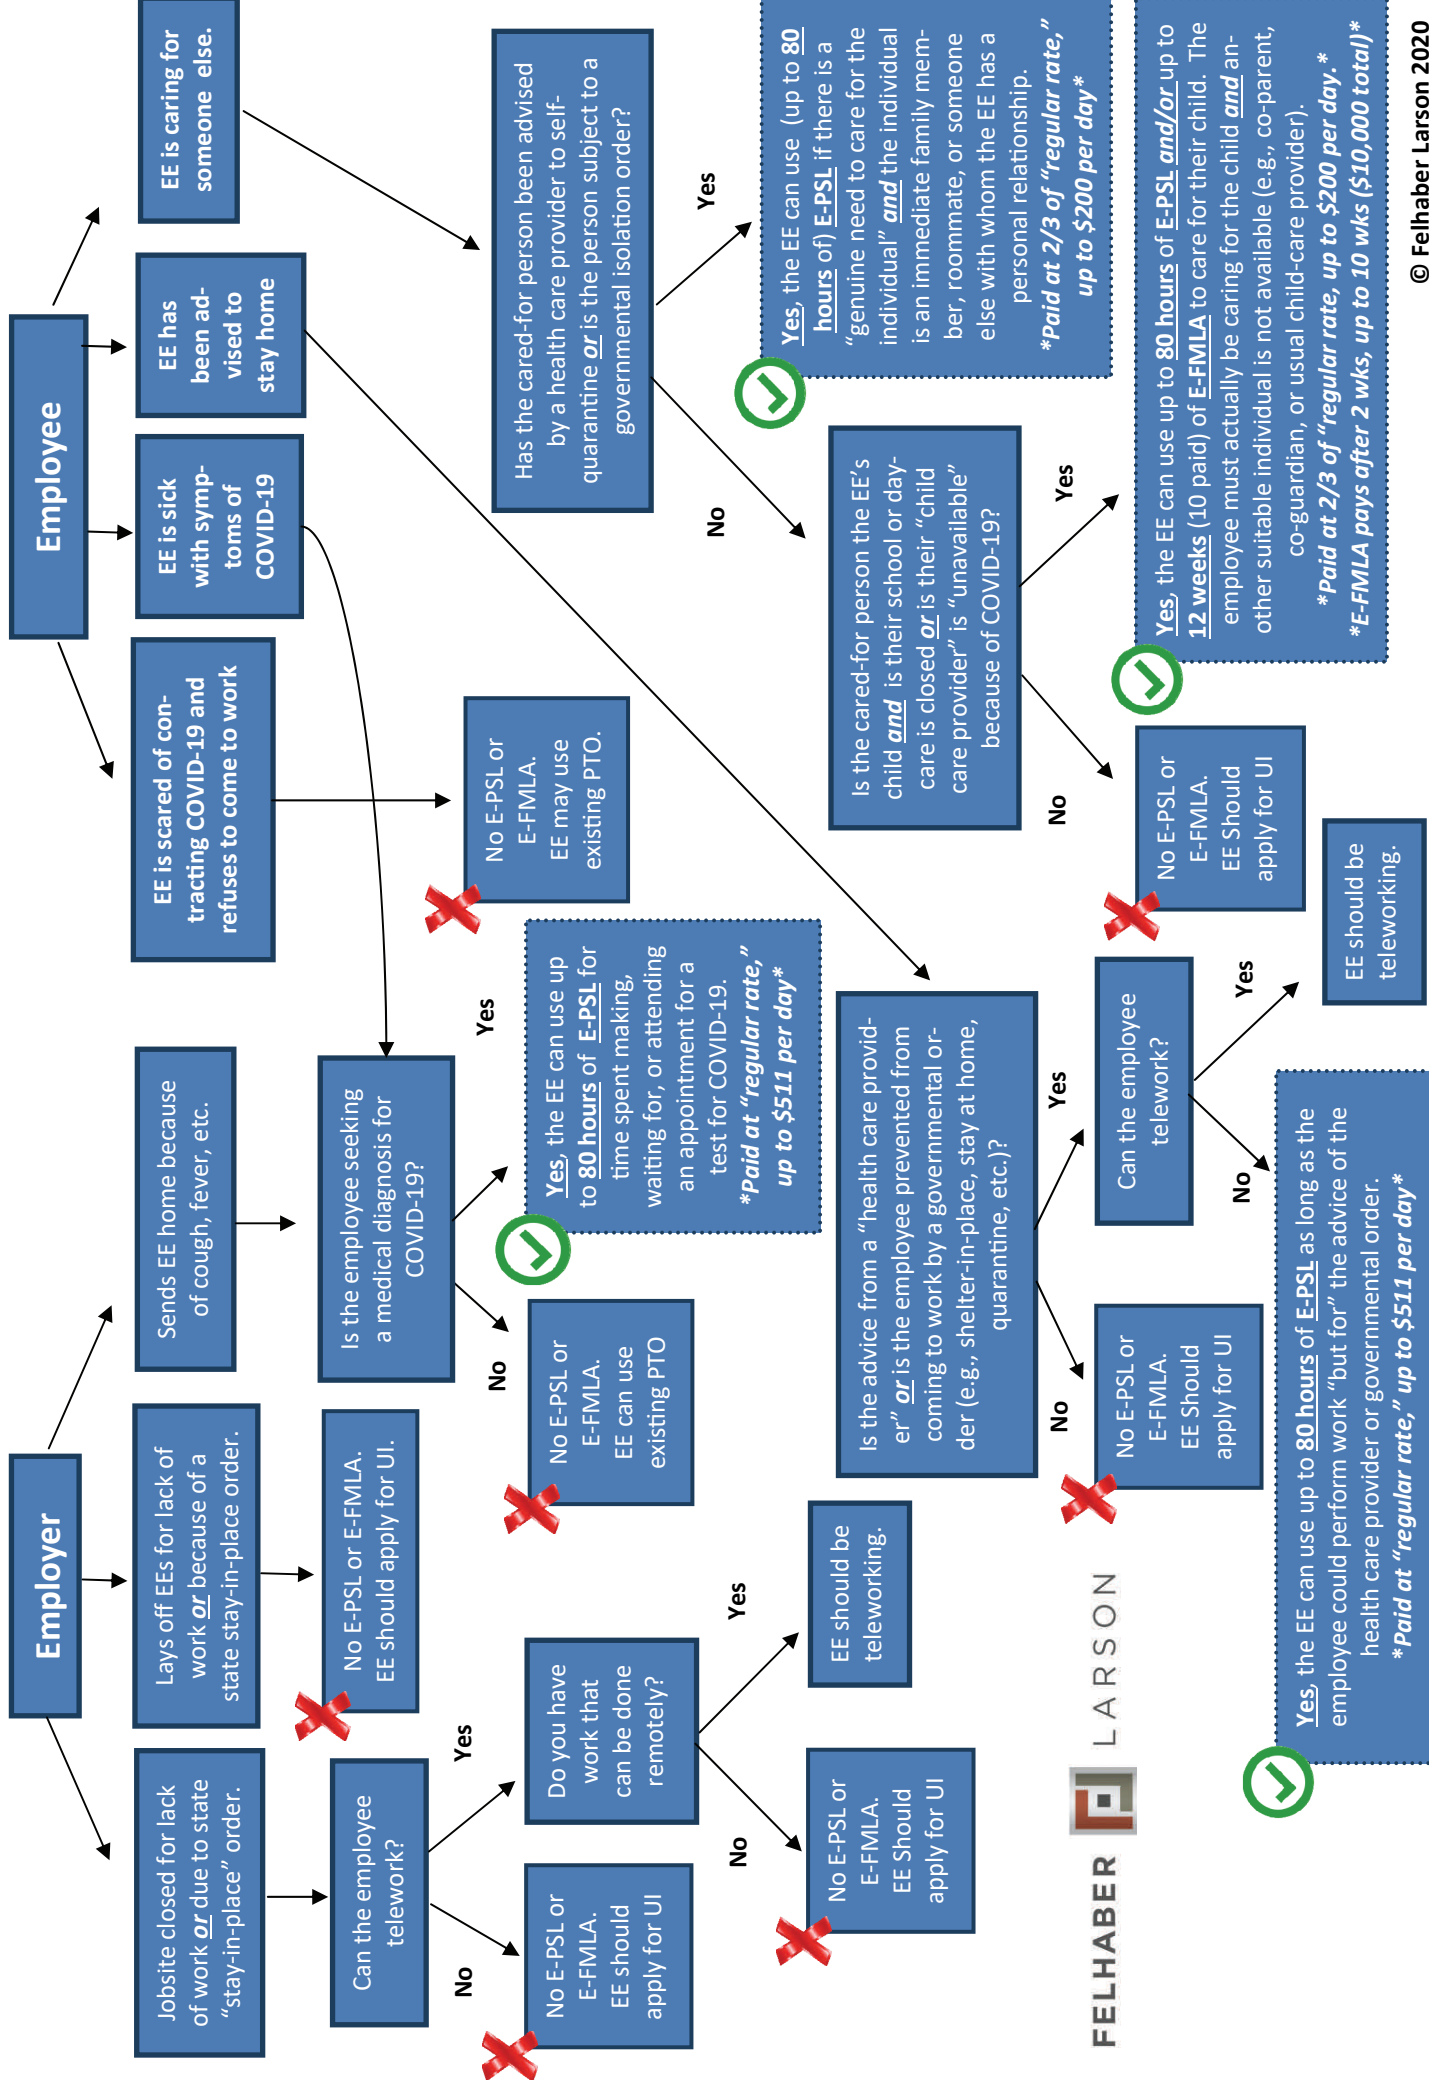 Employer
Jobsite closed for lack
of work or due to state
“stay-in-place” order.
Can the employee
telework?
No
Yes
No E-PSL or
E-FMLA.
EE should
apply for UI
Do you have
work that
can be done
remotely?
No
Yes
No E-PSL or
E-FMLA.
EE Should
apply for UI
EE should be
teleworking.
Lays off EEs for lack of
work or because of a
state stay-in-place order.
No E-PSL or E-FMLA.
EE should apply for UI.
Sends EE home because
of cough, fever, etc.
Is the employee seeking
a medical diagnosis for
COVID-19?
No
Yes
No E-PSL or
E-FMLA.
EE can use
existing PTO
Yes, the EE can use up
to 80 hours of E-PSL for
time spent making,
waiting for, or attending
an appointment for a
test for COVID-19.
*Paid at “regular rate,”
up to $511 per day*
Employee
EE is scared of con-
tracting COVID-19 and
refuses to come to work
No E-PSL or
E-FMLA.
EE may use
existing PTO.
EE is sick
with symp-
toms of
COVID-19
EE has
been ad-
vised to
stay home
Is the advice from a “health care provid-
er” or is the employee prevented from
coming to work by a governmental or-
der (e.g., shelter-in-place, stay at home,
quarantine, etc.)?
No
Yes
No E-PSL or
E-FMLA.
EE Should
apply for UI
Can the employee
telework?
No
Yes
Yes, the EE can use up to 80 hours of E-PSL as long as the
employee could perform work “but for” the advice of the
health care provider or governmental order.
*Paid at “regular rate,” up to $511 per day*
EE should be
teleworking.
EE is caring for
someone else.
Has the cared-for person been advised
by a health care provider to self-
quarantine or is the person subject to a
governmental isolation order?
No
Yes
Yes, the EE can use (up to 80
hours of) E-PSL if there is a
“genuine need to care for the
individual” and the individual
is an immediate family mem-
ber, roommate, or someone
else with whom the EE has a
personal relationship.
*Paid at 2/3 of “regular rate,”
up to $200 per day*
Is the cared-for person the EE’s
child and is their school or day-
care is closed or is their “child
care provider” is “unavailable”
because of COVID-19?
No
Yes
No E-PSL or
E-FMLA.
EE Should
apply for UI
Yes, the EE can use up to 80 hours of E-PSL and/or up to
12 weeks (10 paid) of E-FMLA to care for their child. The
employee must actually be caring for the child and an-
other suitable individual is not available (e.g., co-parent,
co-guardian, or usual child-care provider).
*Paid at 2/3 of “regular rate, up to $200 per day.*
*E-FMLA pays after 2 wks, up to 10 wks ($10,000 total)*
FELHABER LARSON
© Felhaber Larson 2020